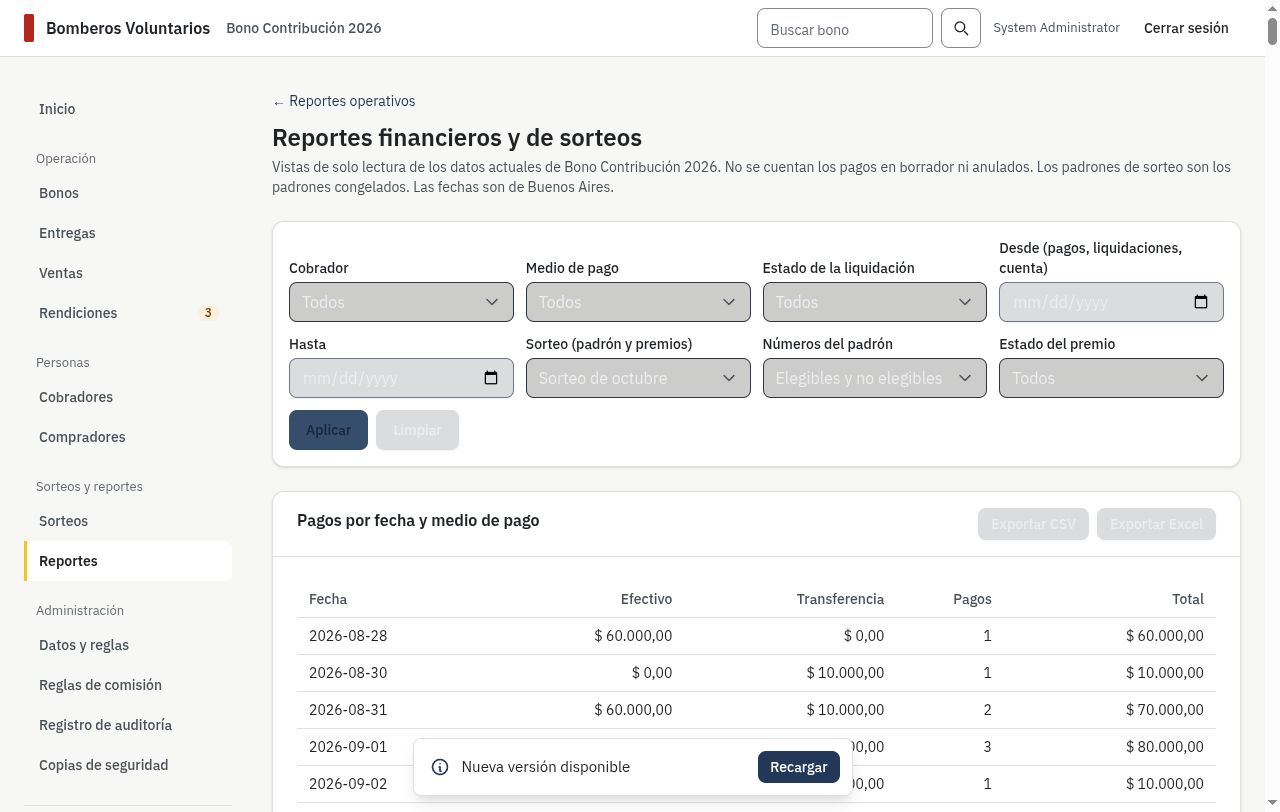 Bomberos Voluntarios
Bono Contribución 2026
Buscar bono
System Administrator
Cerrar sesión
Inicio
Operación
Bonos
Entregas
Ventas
Rendiciones 3
Personas
Cobradores
Compradores
Sorteos y reportes
Sorteos
Reportes
Administración
Datos y reglas
Reglas de comisión
Registro de auditoría
Copias de seguridad
← Reportes operativos
Reportes financieros y de sorteos
Vistas de solo lectura de los datos actuales de Bono Contribución 2026. No se cuentan los pagos en borrador ni anulados. Los padrones de sorteo son los
padrones congelados. Las fechas son de Buenos Aires.
Cobrador
Todos
Medio de pago
Todos
Estado de la liquidación
Todos
Desde (pagos, liquidaciones,
cuenta)
mm/dd/yyyy
Hasta
mm/dd/yyyy
Sorteo (padrón y premios)
Sorteo de octubre
Números del padrón
Elegibles y no elegibles
Estado del premio
Todos
Aplicar
Limpiar
Pagos por fecha y medio de pago
Exportar CSV
Exportar Excel
Fecha Efectivo Transferencia Pagos Total
2026-08-28 $ 60.000,00 $ 0,00 1 $ 60.000,00
2026-08-30 $ 0,00 $ 10.000,00 1 $ 10.000,00
2026-08-31 $ 60.000,00 $ 10.000,00 2 $ 70.000,00
2026-09-01 3 $ 80.000,00
2026-09-02 1 $ 10.000,00
Nueva versión disponible
Recargar